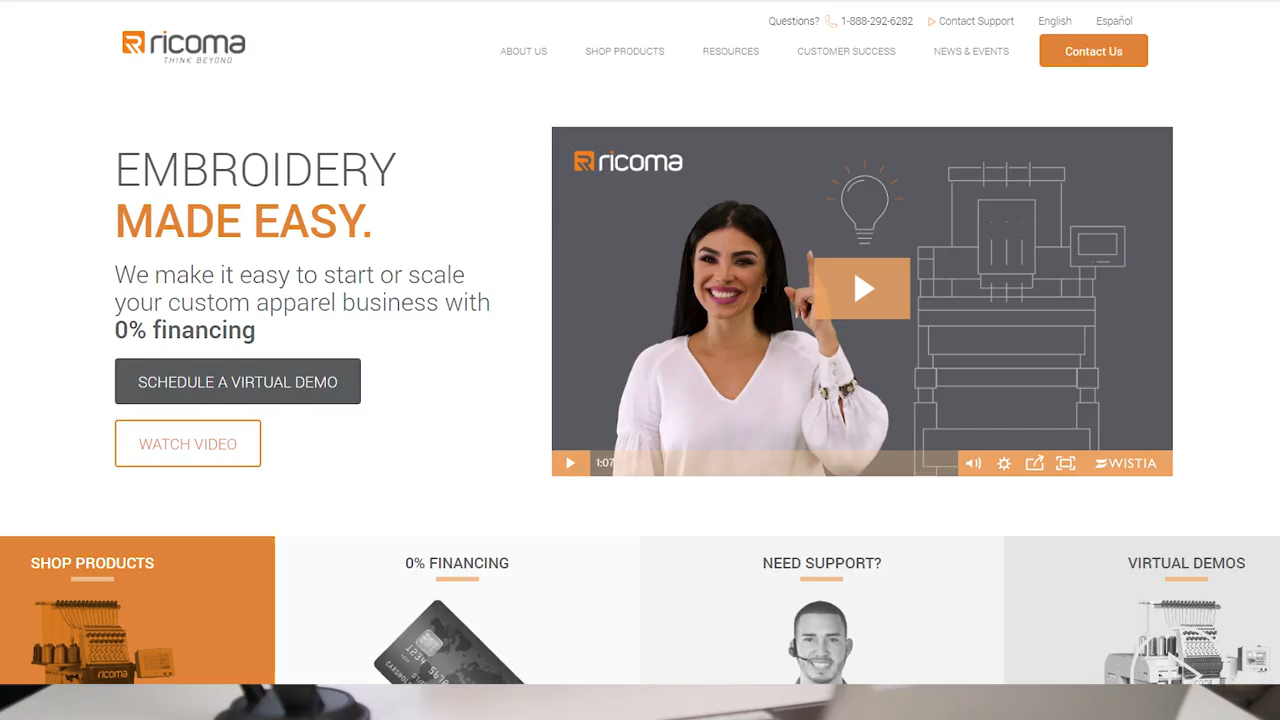 Questions? 1-888-292-6282 Contact Support English Español
ricoma
THINK BEYOND
ABOUT US SHOP PRODUCTS RESOURCES CUSTOMER SUCCESS NEWS & EVENTS Contact Us
EMBROIDERY
MADE EASY.
We make it easy to start or scale
your custom apparel business with
0% financing
SCHEDULE A VIRTUAL DEMO
WATCH VIDEO
ricoma
1:07
WISTIA
SHOP PRODUCTS
0% FINANCING
NEED SUPPORT?
VIRTUAL DEMOS
ricoma
1234 5678